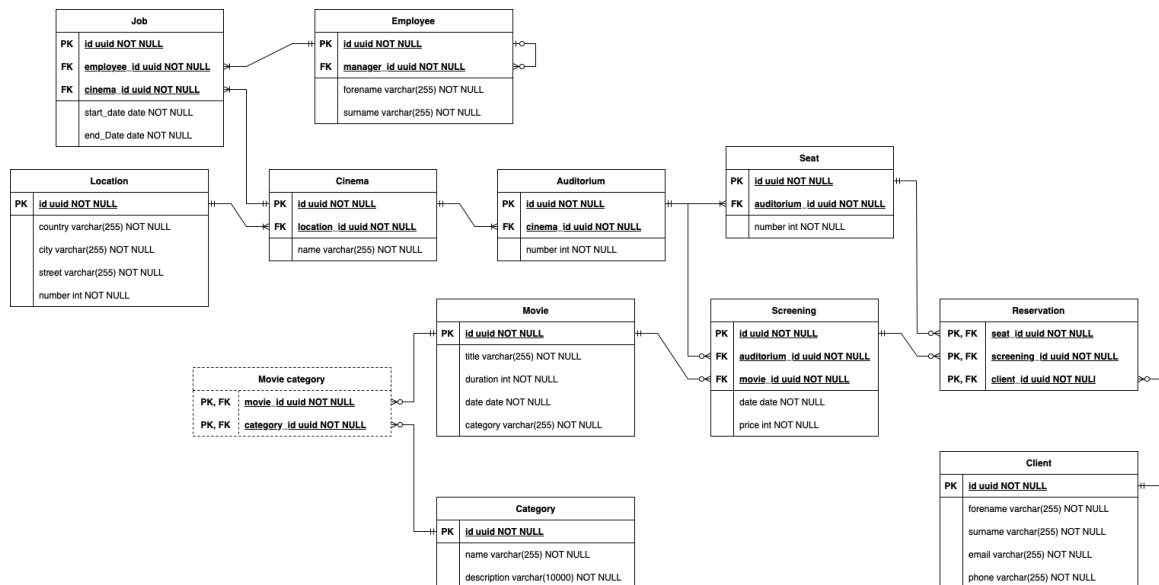 Job
PK id uuid NOT NULL
FK employee_id uuid NOT NULL
FK cinema_id uuid NOT NULL
start_date date NOT NULL
end_Date date NOT NULL
Employee
PK id uuid NOT NULL
FK manager_id uuid NOT NULL
forename varchar(255) NOT NULL
surname varchar(255) NOT NULL
Location
PK id uuid NOT NULL
country varchar(255) NOT NULL
city varchar(255) NOT NULL
street varchar(255) NOT NULL
number int NOT NULL
Cinema
PK id uuid NOT NULL
FK location_id uuid NOT NULL
name varchar(255) NOT NULL
Auditorium
PK id uuid NOT NULL
FK cinema_id uuid NOT NULL
number int NOT NULL
Seat
PK id uuid NOT NULL
FK auditorium_id uuid NOT NULL
number int NOT NULL
Movie
PK id uuid NOT NULL
title varchar(255) NOT NULL
duration int NOT NULL
date date NOT NULL
category varchar(255) NOT NULL
Screening
PK id uuid NOT NULL
FK auditorium_id uuid NOT NULL
FK movie_id uuid NOT NULL
date date NOT NULL
price int NOT NULL
Reservation
PK, FK seat_id uuid NOT NULL
PK, FK screening_id uuid NOT NULL
PK, FK client_id uuid NOT NULl
Movie category
PK, FK movie_id uuid NOT NULL
PK, FK category_id uuid NOT NULL
Category
PK id uuid NOT NULL
name varchar(255) NOT NULL
description varchar(10000) NOT NULL
Client
PK id uuid NOT NULL
forename varchar(255) NOT NULL
surname varchar(255) NOT NULL
email varchar(255) NOT NULL
phone varchar(255) NOT NULL